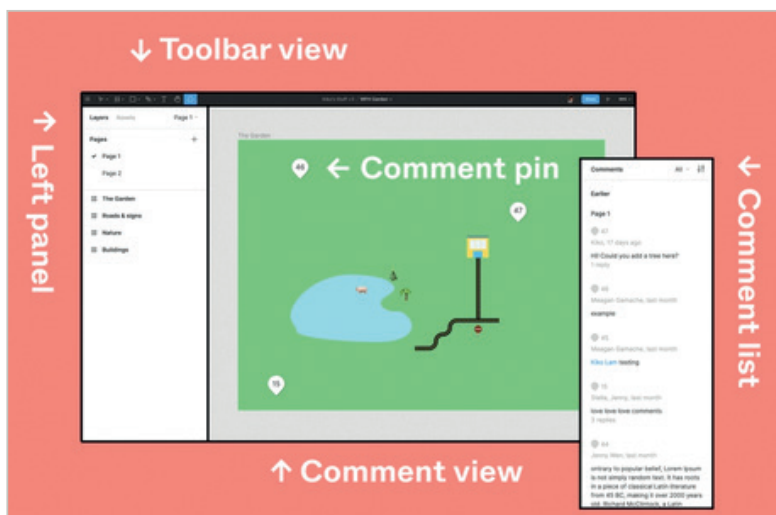 ↓ Toolbar view
Layers Assets Page 1
Pages
Page 1
Page 2
The Garden
Roads & signs
Nature
Buildings
The Garden
46
← Comment pin
47
15
↑ Left panel
↑ Comment view
Comments All
Earlier
Page 1
47
Kiko, 17 days ago
Hi! Could you add a tree here?
1 reply
46
Meagan Gamache, last month
example
45
Meagan Gamache, last month
Kiko Lam testing
15
Stella, Jenny, last month
love love love comments
3 replies
44
Jenny Wen, last month
ontrary to popular belief, Lorem Ipsum
is not simply random text. It has roots
in a piece of classical Latin literature
from 45 BC, making it over 2000 years
old. Richard McClintock, a Latin
← Comment list